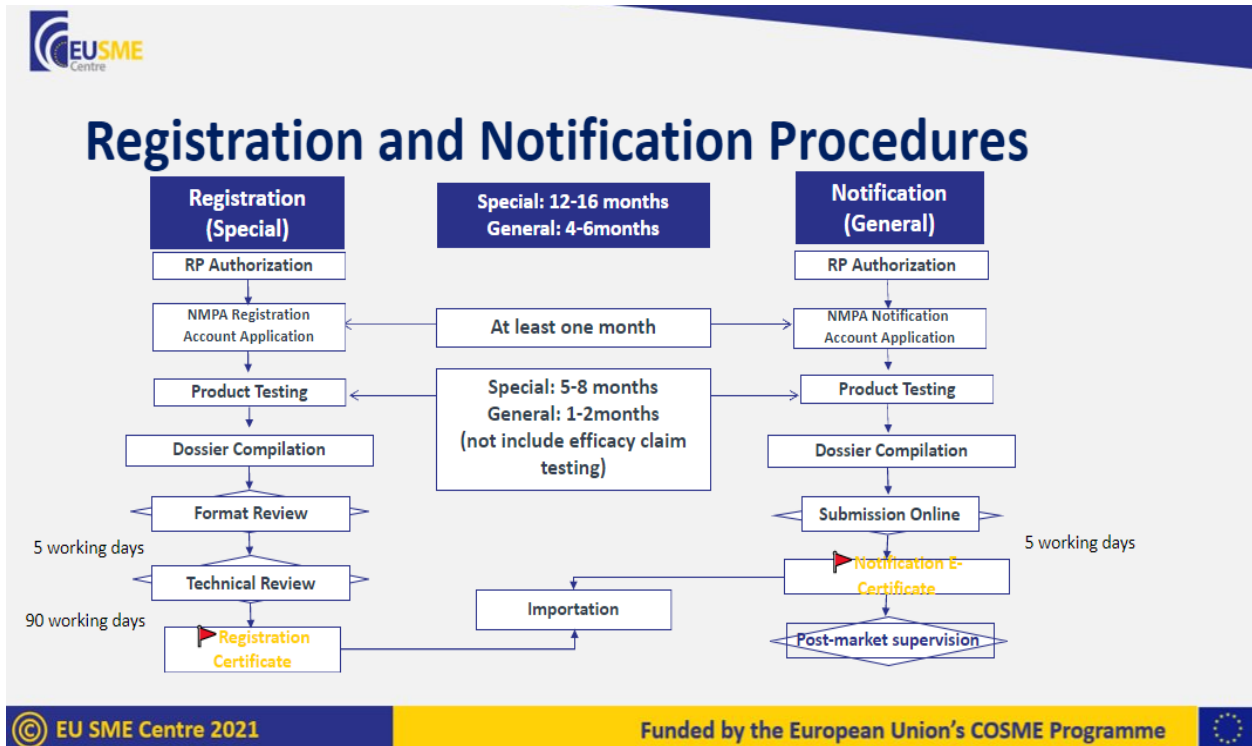 EUSME
Centre
Registration and Notification Procedures
Registration
(Special)
Special: 12-16 months
General: 4-6months
Notification
(General)
RP Authorization
RP Authorization
NMPA Registration
Account Application
At least one month
NMPA Notification
Account Application
Product Testing
Special: 5-8 months
General: 1-2months
(not include efficacy claim
testing)
Product Testing
Dossier Compilation
Dossier Compilation
Format Review
Submission Online
5 working days
5 working days
Technical Review
Notification E-
Certificate
Importation
90 working days
Registration
Certificate
Post-market supervision
© EU SME Centre 2021
Funded by the European Union's COSME Programme